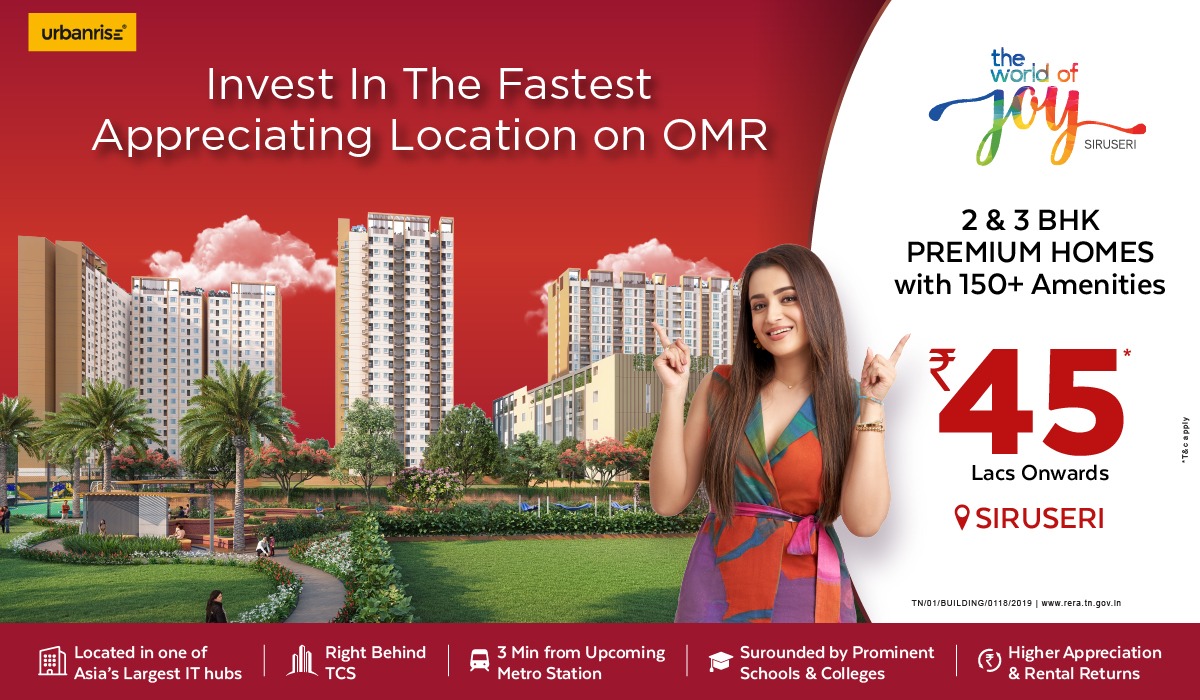 urbanrise®
Invest In The Fastest
Appreciating Location on OMR
the
world of
joy
SIRUSERI
2 & 3 BHK
PREMIUM HOMES
with 150+ Amenities
₹45*
Lacs Onwards
SIRUSERI
*T&c apply
TN/01/BUILDING/0118/2019 | www.rera.tn.gov.in
Located in one of
Asia's Largest IT hubs
Right Behind
TCS
3 Min from Upcoming
Metro Station
Surounded by Prominent
Schools & Colleges
Higher Appreciation
& Rental Returns